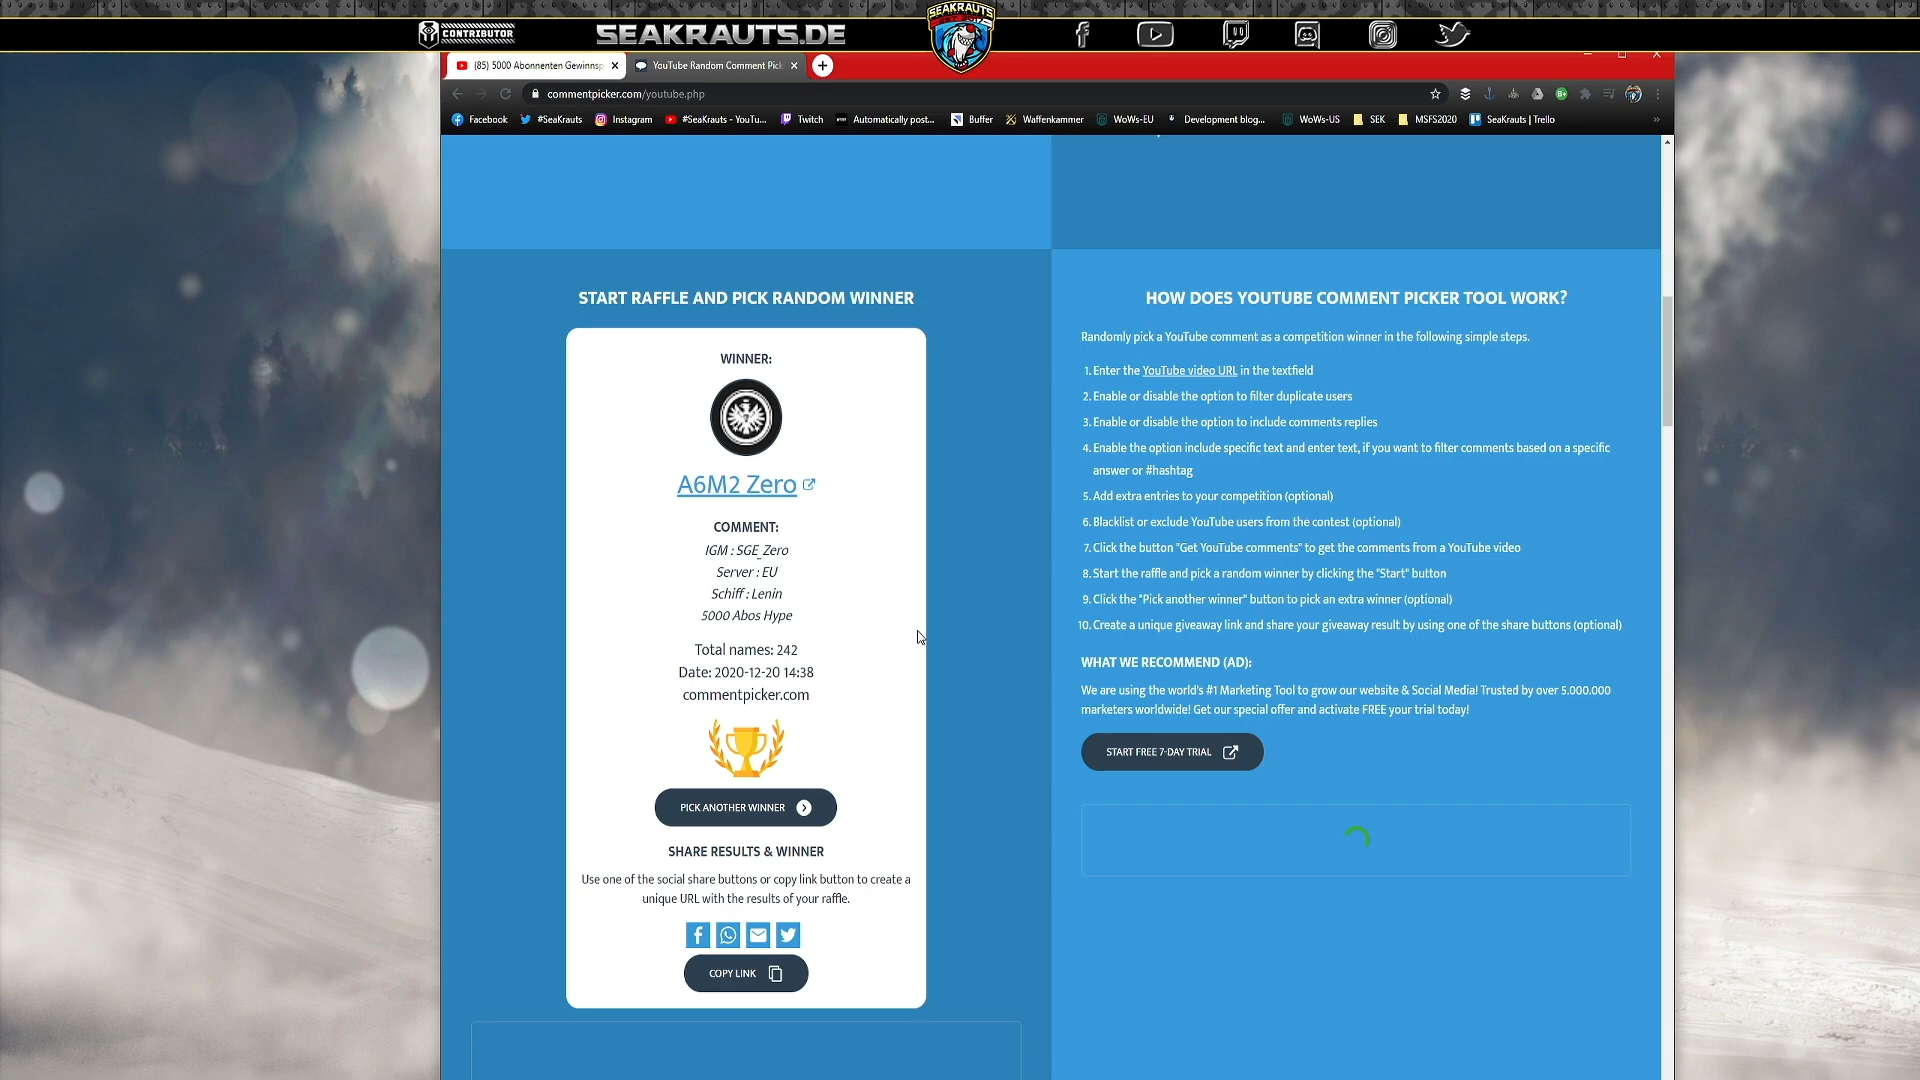 CONTRIBUTOR
SEAKRAUTS.DE
SEAKRAUTS
(85) 5000 Abonnenten Gewinnsp
YouTube Random Comment Pick
commentpicker.com/youtube.php
Facebook
#SeaKrauts
Instagram
#SeaKrauts - YouTu...
Twitch
Automatically post...
Buffer
Waffenkammer
WoWs-EU
Development blog...
WoWs-US
SEK
MSFS2020
SeaKrauts | Trello
START RAFFLE AND PICK RANDOM WINNER
WINNER:
A6M2 Zero
COMMENT:
IGM : SGE_Zero
Server : EU
Schiff : Lenin
5000 Abos Hype
Total names: 242
Date: 2020-12-20 14:38
commentpicker.com
PICK ANOTHER WINNER
SHARE RESULTS & WINNER
Use one of the social share buttons or copy link button to create a
unique URL with the results of your raffle.
COPY LINK
HOW DOES YOUTUBE COMMENT PICKER TOOL WORK?
Randomly pick a YouTube comment as a competition winner in the following simple steps.
1. Enter the YouTube video URL in the textfield
2. Enable or disable the option to filter duplicate users
3. Enable or disable the option to include comments replies
4. Enable the option include specific text and enter text, if you want to filter comments based on a specific
answer or #hashtag
5. Add extra entries to your competition (optional)
6. Blacklist or exclude YouTube users from the contest (optional)
7. Click the button "Get YouTube comments" to get the comments from a YouTube video
8. Start the raffle and pick a random winner by clicking the "Start" button
9. Click the "Pick another winner" button to pick an extra winner (optional)
10. Create a unique giveaway link and share your giveaway result by using one of the share buttons (optional)
WHAT WE RECOMMEND (AD):
We are using the world's #1 Marketing Tool to grow our website & Social Media! Trusted by over 5.000.000
marketers worldwide! Get our special offer and activate FREE your trial today!
START FREE 7-DAY TRIAL